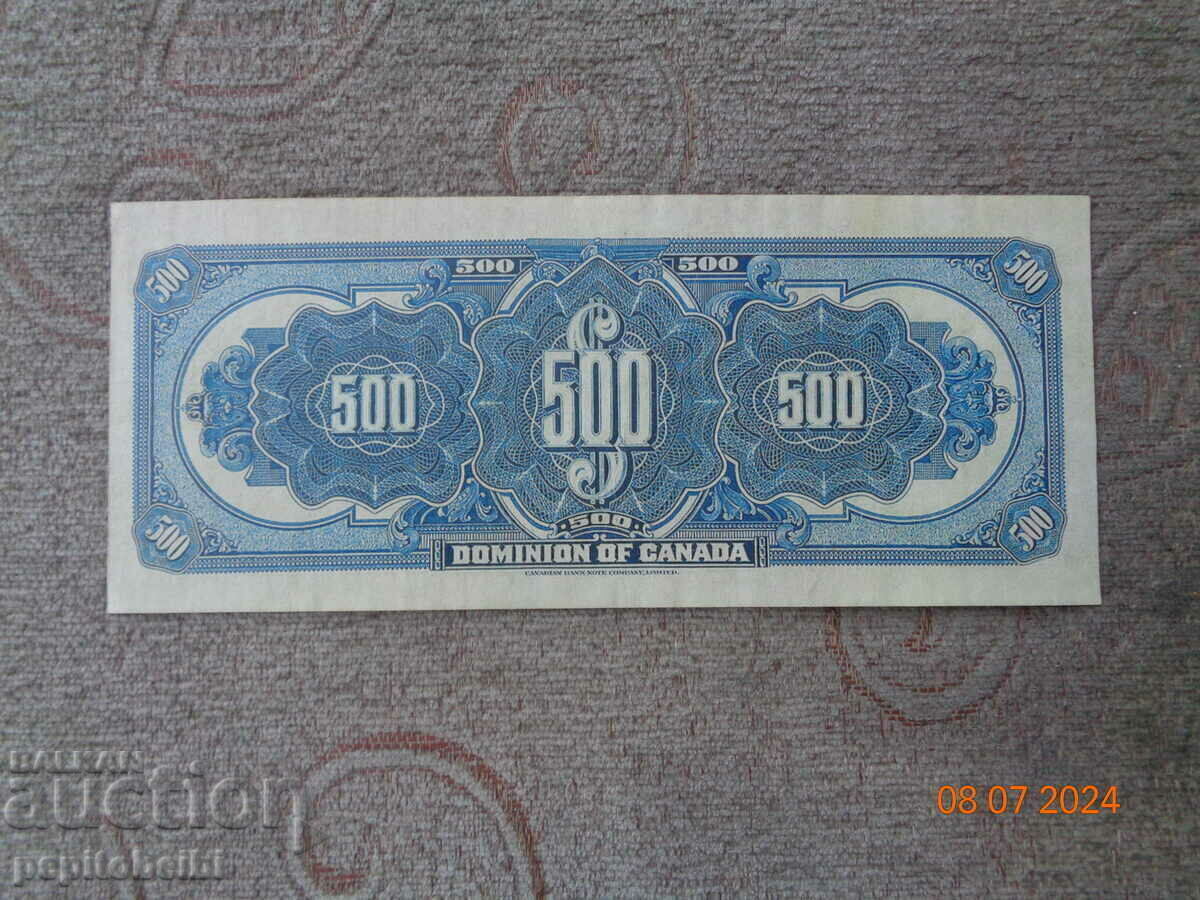 500 500 500 500
500 $500 500
500 500 500
DOMINION OF CANADA
CANADIAN BANK NOTE COMPANY, LIMITED.
BALKAN
auction
pepitobeibi
08 07 2024